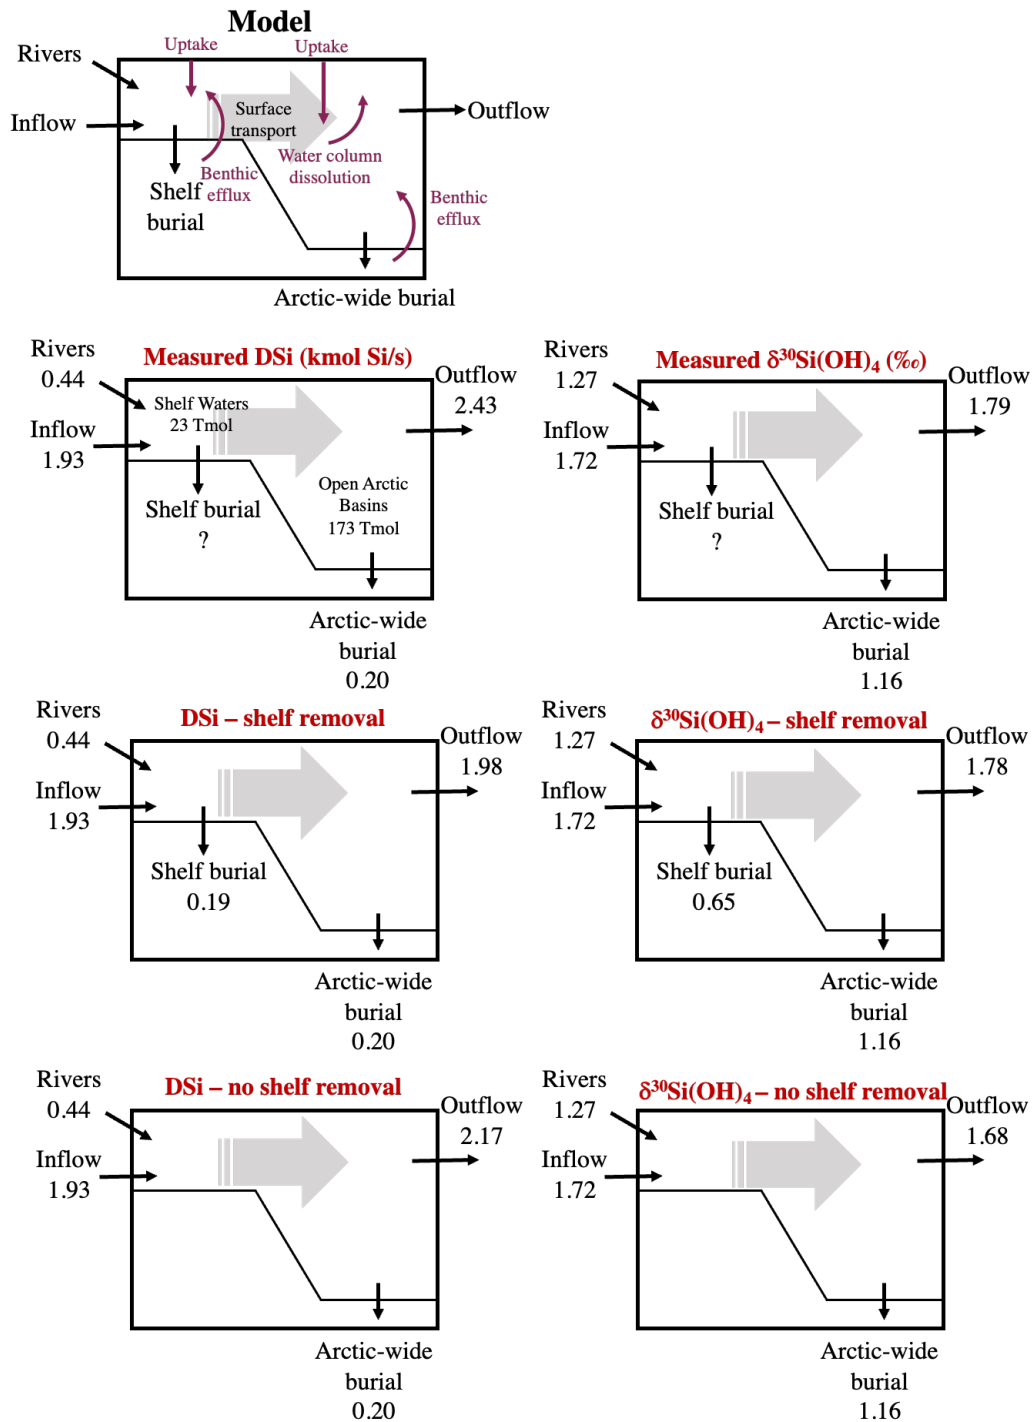 Model
Uptake
Uptake
Rivers
Inflow
Surface
transport
Outflow
Water column
dissolution
Benthic
efflux
Shelf
burial
Benthic
efflux
Arctic-wide burial
Measured DSi (kmol Si/s)
Rivers
0.44
Shelf Waters
23 Tmol
Inflow
1.93
Outflow
2.43
Shelf burial
?
Open Arctic
Basins
173 Tmol
Arctic-wide
burial
0.20
Measured δ³⁰Si(OH)₄ (‰)
Rivers
1.27
Inflow
1.72
Outflow
1.79
Shelf burial
?
Arctic-wide
burial
1.16
DSi – shelf removal
Rivers
0.44
Inflow
1.93
Outflow
1.98
Shelf burial
0.19
Arctic-wide
burial
0.20
δ³⁰Si(OH)₄ – shelf removal
Rivers
1.27
Inflow
1.72
Outflow
1.78
Shelf burial
0.65
Arctic-wide
burial
1.16
DSi – no shelf removal
Rivers
0.44
Inflow
1.93
Outflow
2.17
Arctic-wide
burial
0.20
δ³⁰Si(OH)₄ – no shelf removal
Rivers
1.27
Inflow
1.72
Outflow
1.68
Arctic-wide
burial
1.16